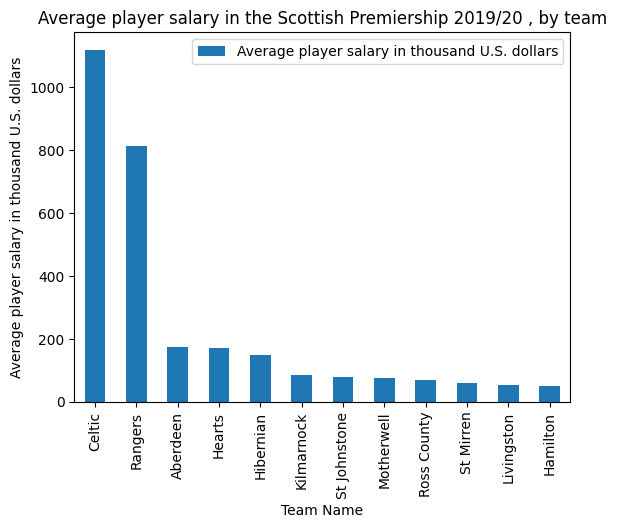 Average player salary in the Scottish Premiership 2019/20 , by team
Average player salary in thousand U.S. dollars
Average player salary in thousand U.S. dollars
1000
800
600
400
200
0
Celtic
Rangers
Aberdeen
Hearts
Hibernian
Kilmarnock
St Johnstone
Motherwell
Ross County
St Mirren
Livingston
Hamilton
Team Name